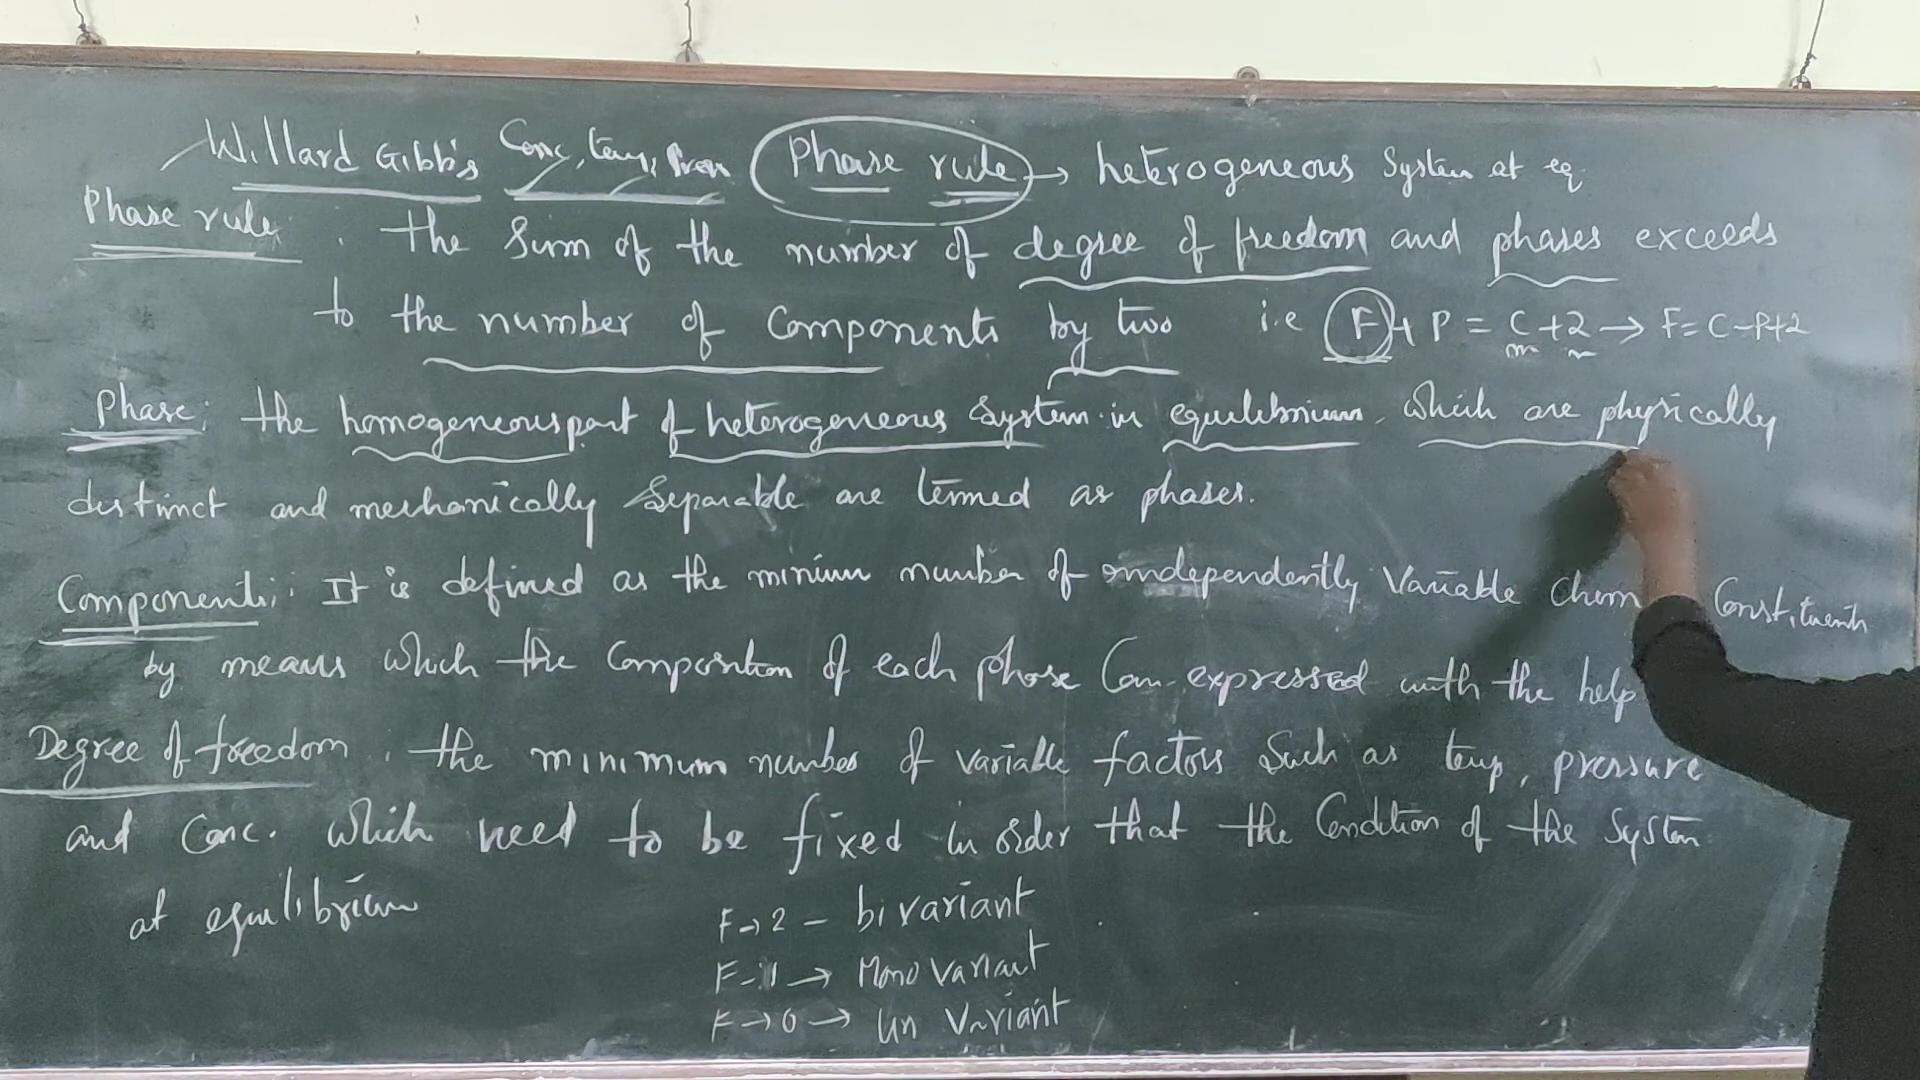 Willard Gibb's Conc, tem, Pres Phase rule → heterogeneous System at eq
Phase rule : the Sum of the number of degree of freedom and phases exceeds
to the number of Components by two i.e F + P = C + 2 → F = C - P + 2
Phase: the homogeneous part of heterogeneous System in equilibrium, which are physically
distinct and mechanically separable are termed as phases.
Components: It is defined as the minium number of independently Variable Chem Constituents
by means which the Composition of each phase Can expressed with the help
Degree of freedom . the minimum number of variable factors Such as temp, pressure
and Conc. which need to be fixed in order that the Condition of the System
at equilibrium
F → 2 - bivariant
F - 1 → Mono variant
F → 0 → Un Variant